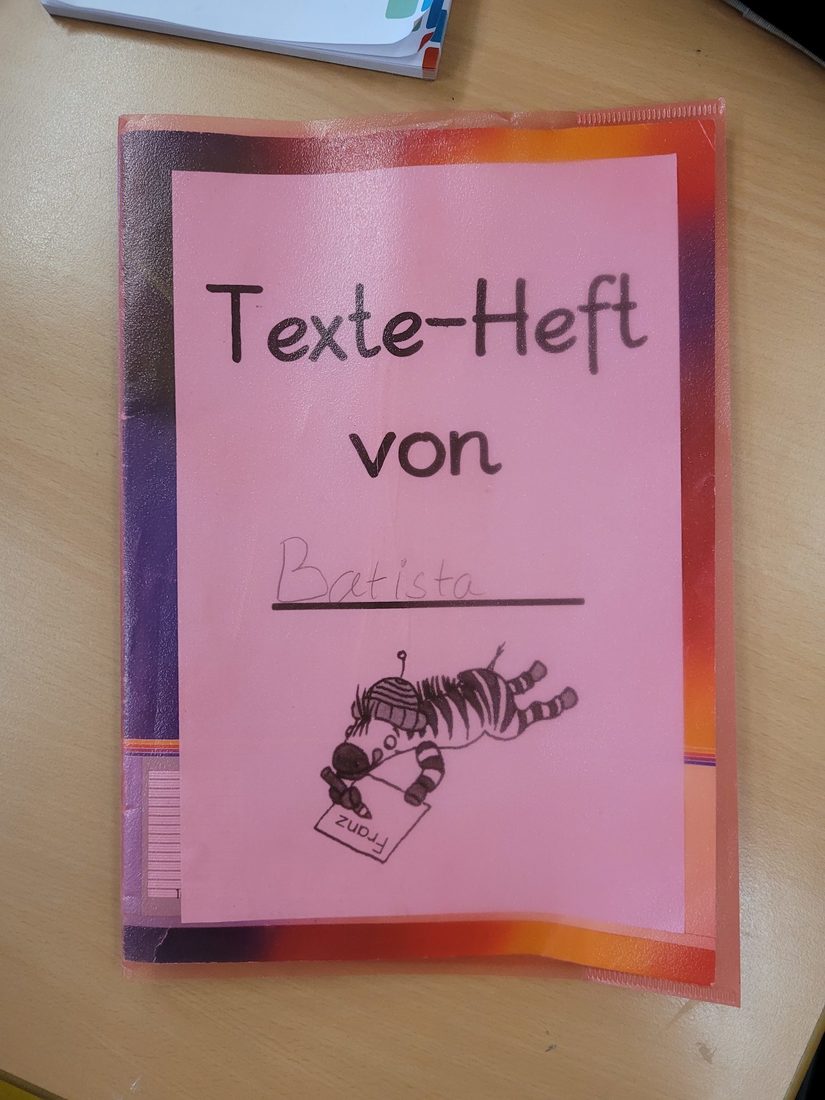 Texte-Heft
von
Batista
Franz